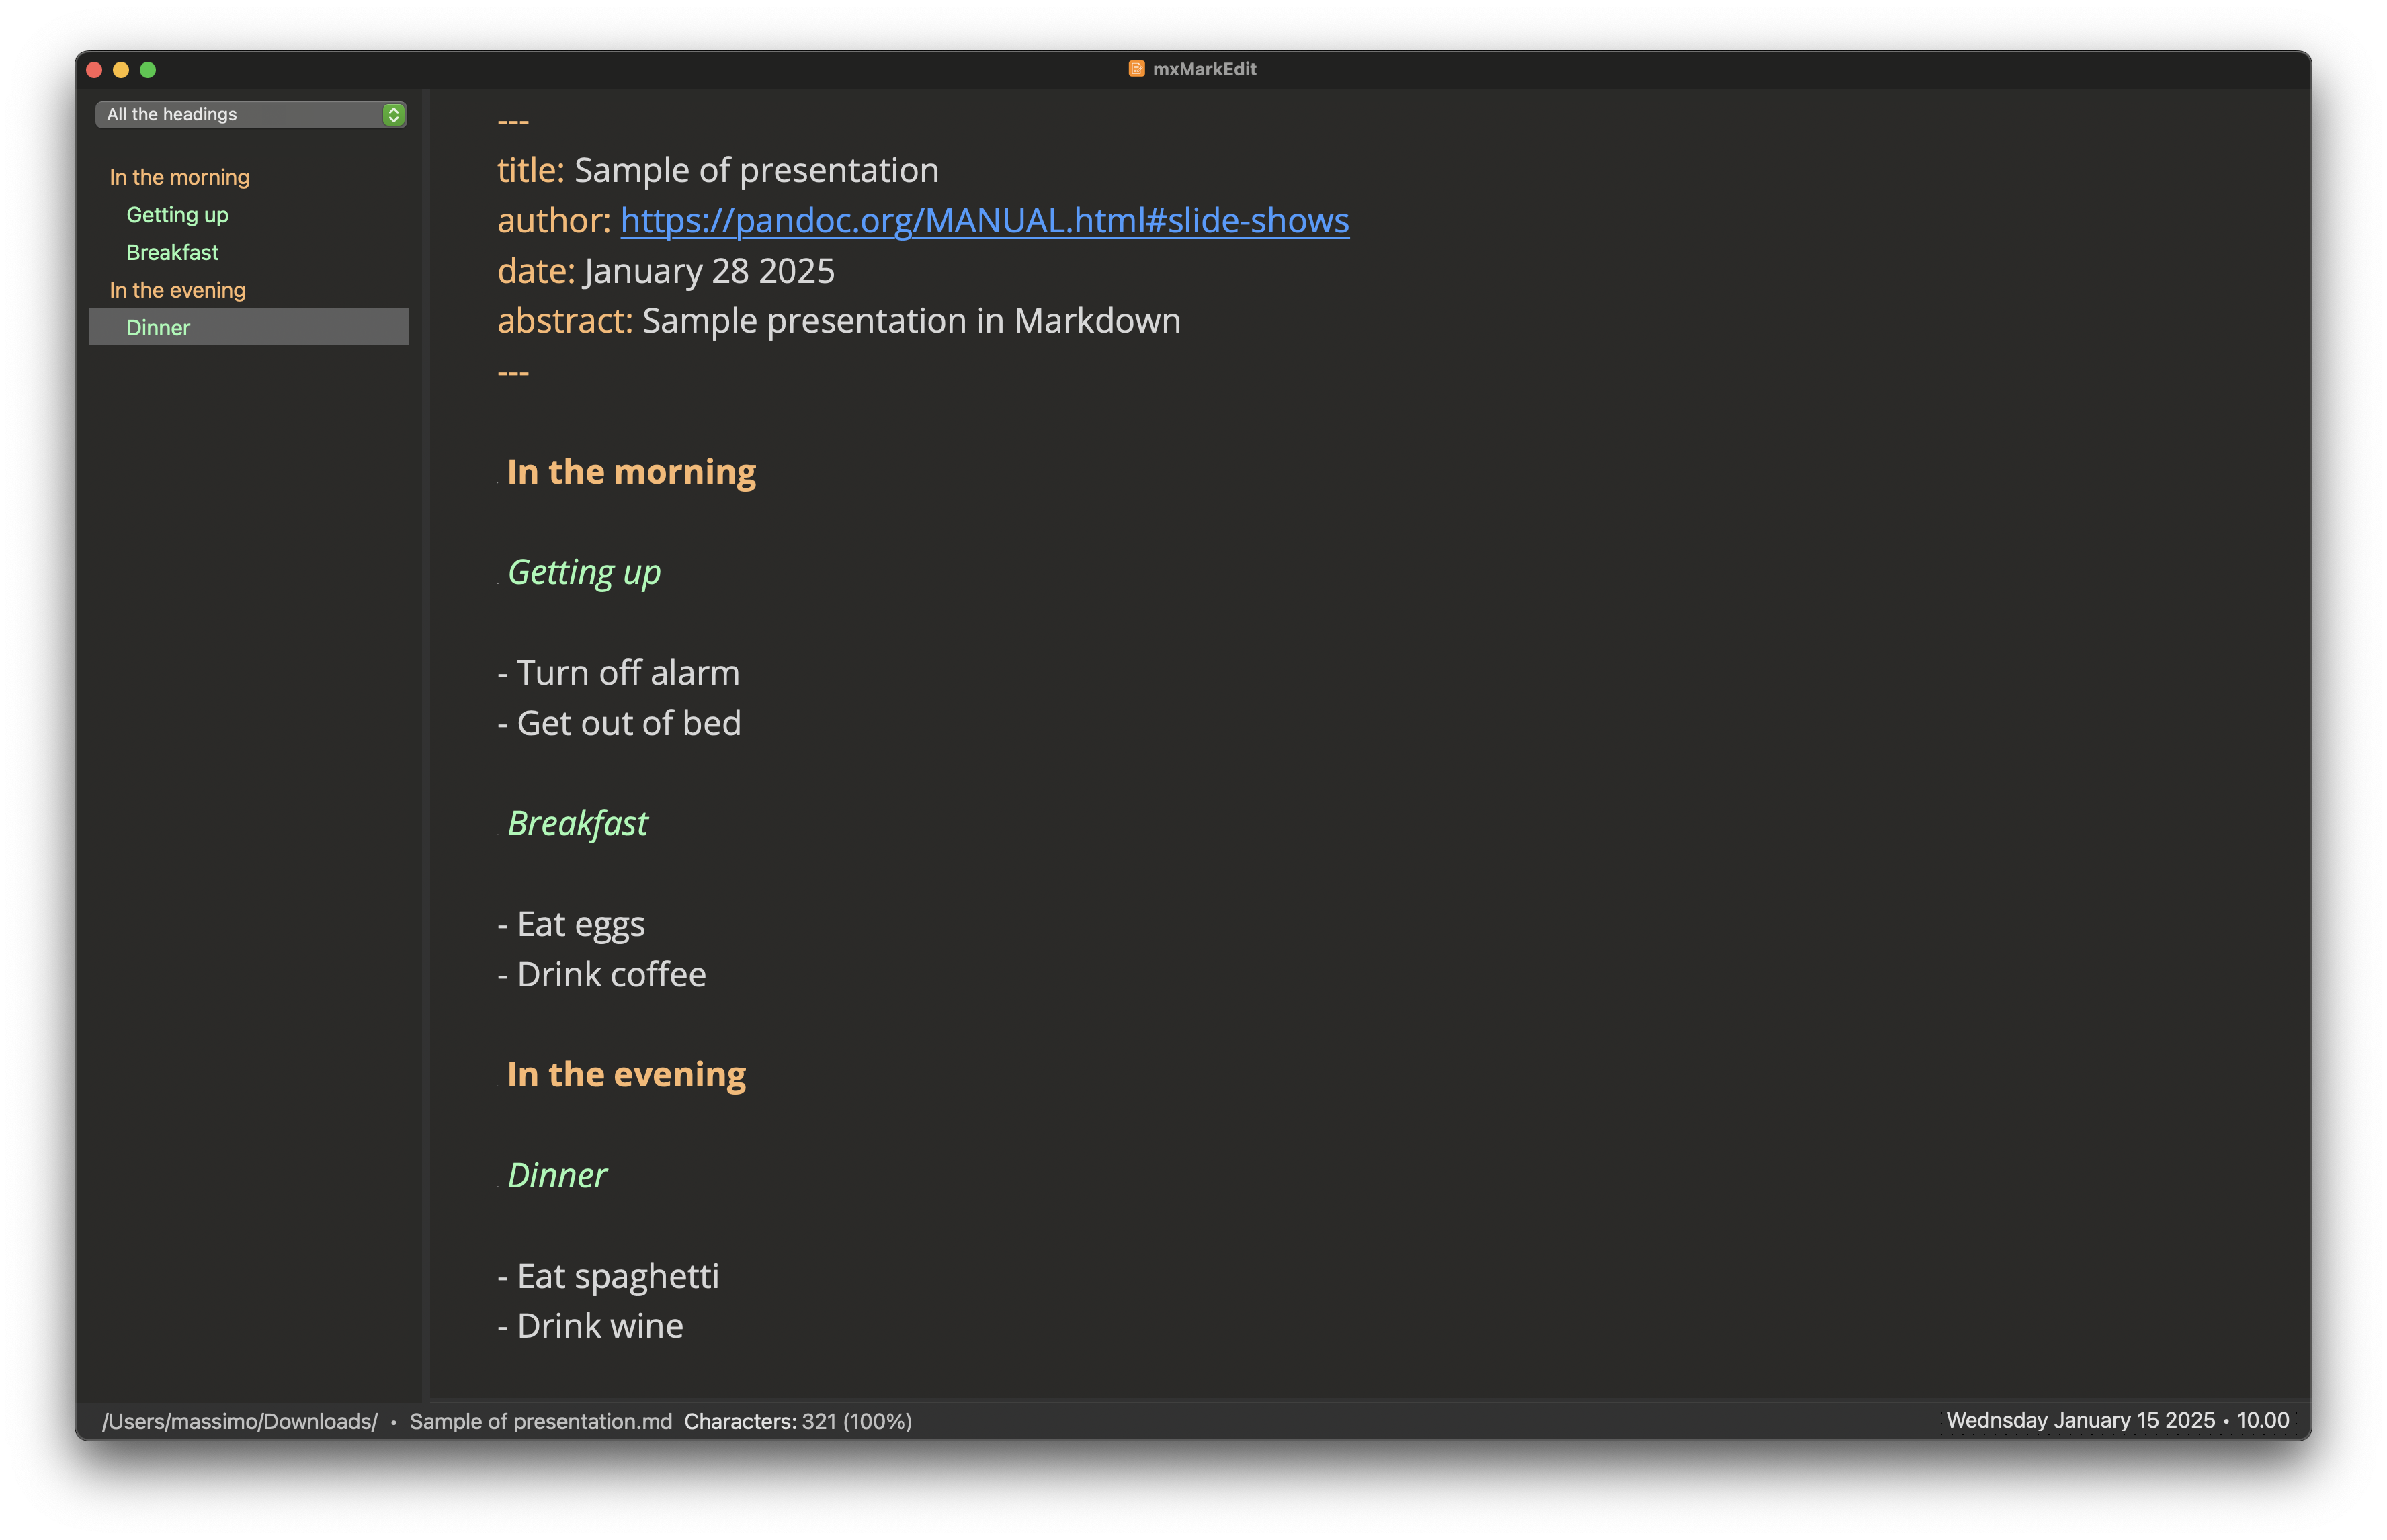 mxMarkEdit
All the headings
In the morning
Getting up
Breakfast
In the evening
Dinner
---
title: Sample of presentation
author: https://pandoc.org/MANUAL.html#slide-shows
date: January 28 2025
abstract: Sample presentation in Markdown
---
In the morning
Getting up
- Turn off alarm
- Get out of bed
Breakfast
- Eat eggs
- Drink coffee
In the evening
Dinner
- Eat spaghetti
- Drink wine
/Users/massimo/Downloads/ • Sample of presentation.md Characters: 321 (100%)
Wednsday January 15 2025 • 10.00